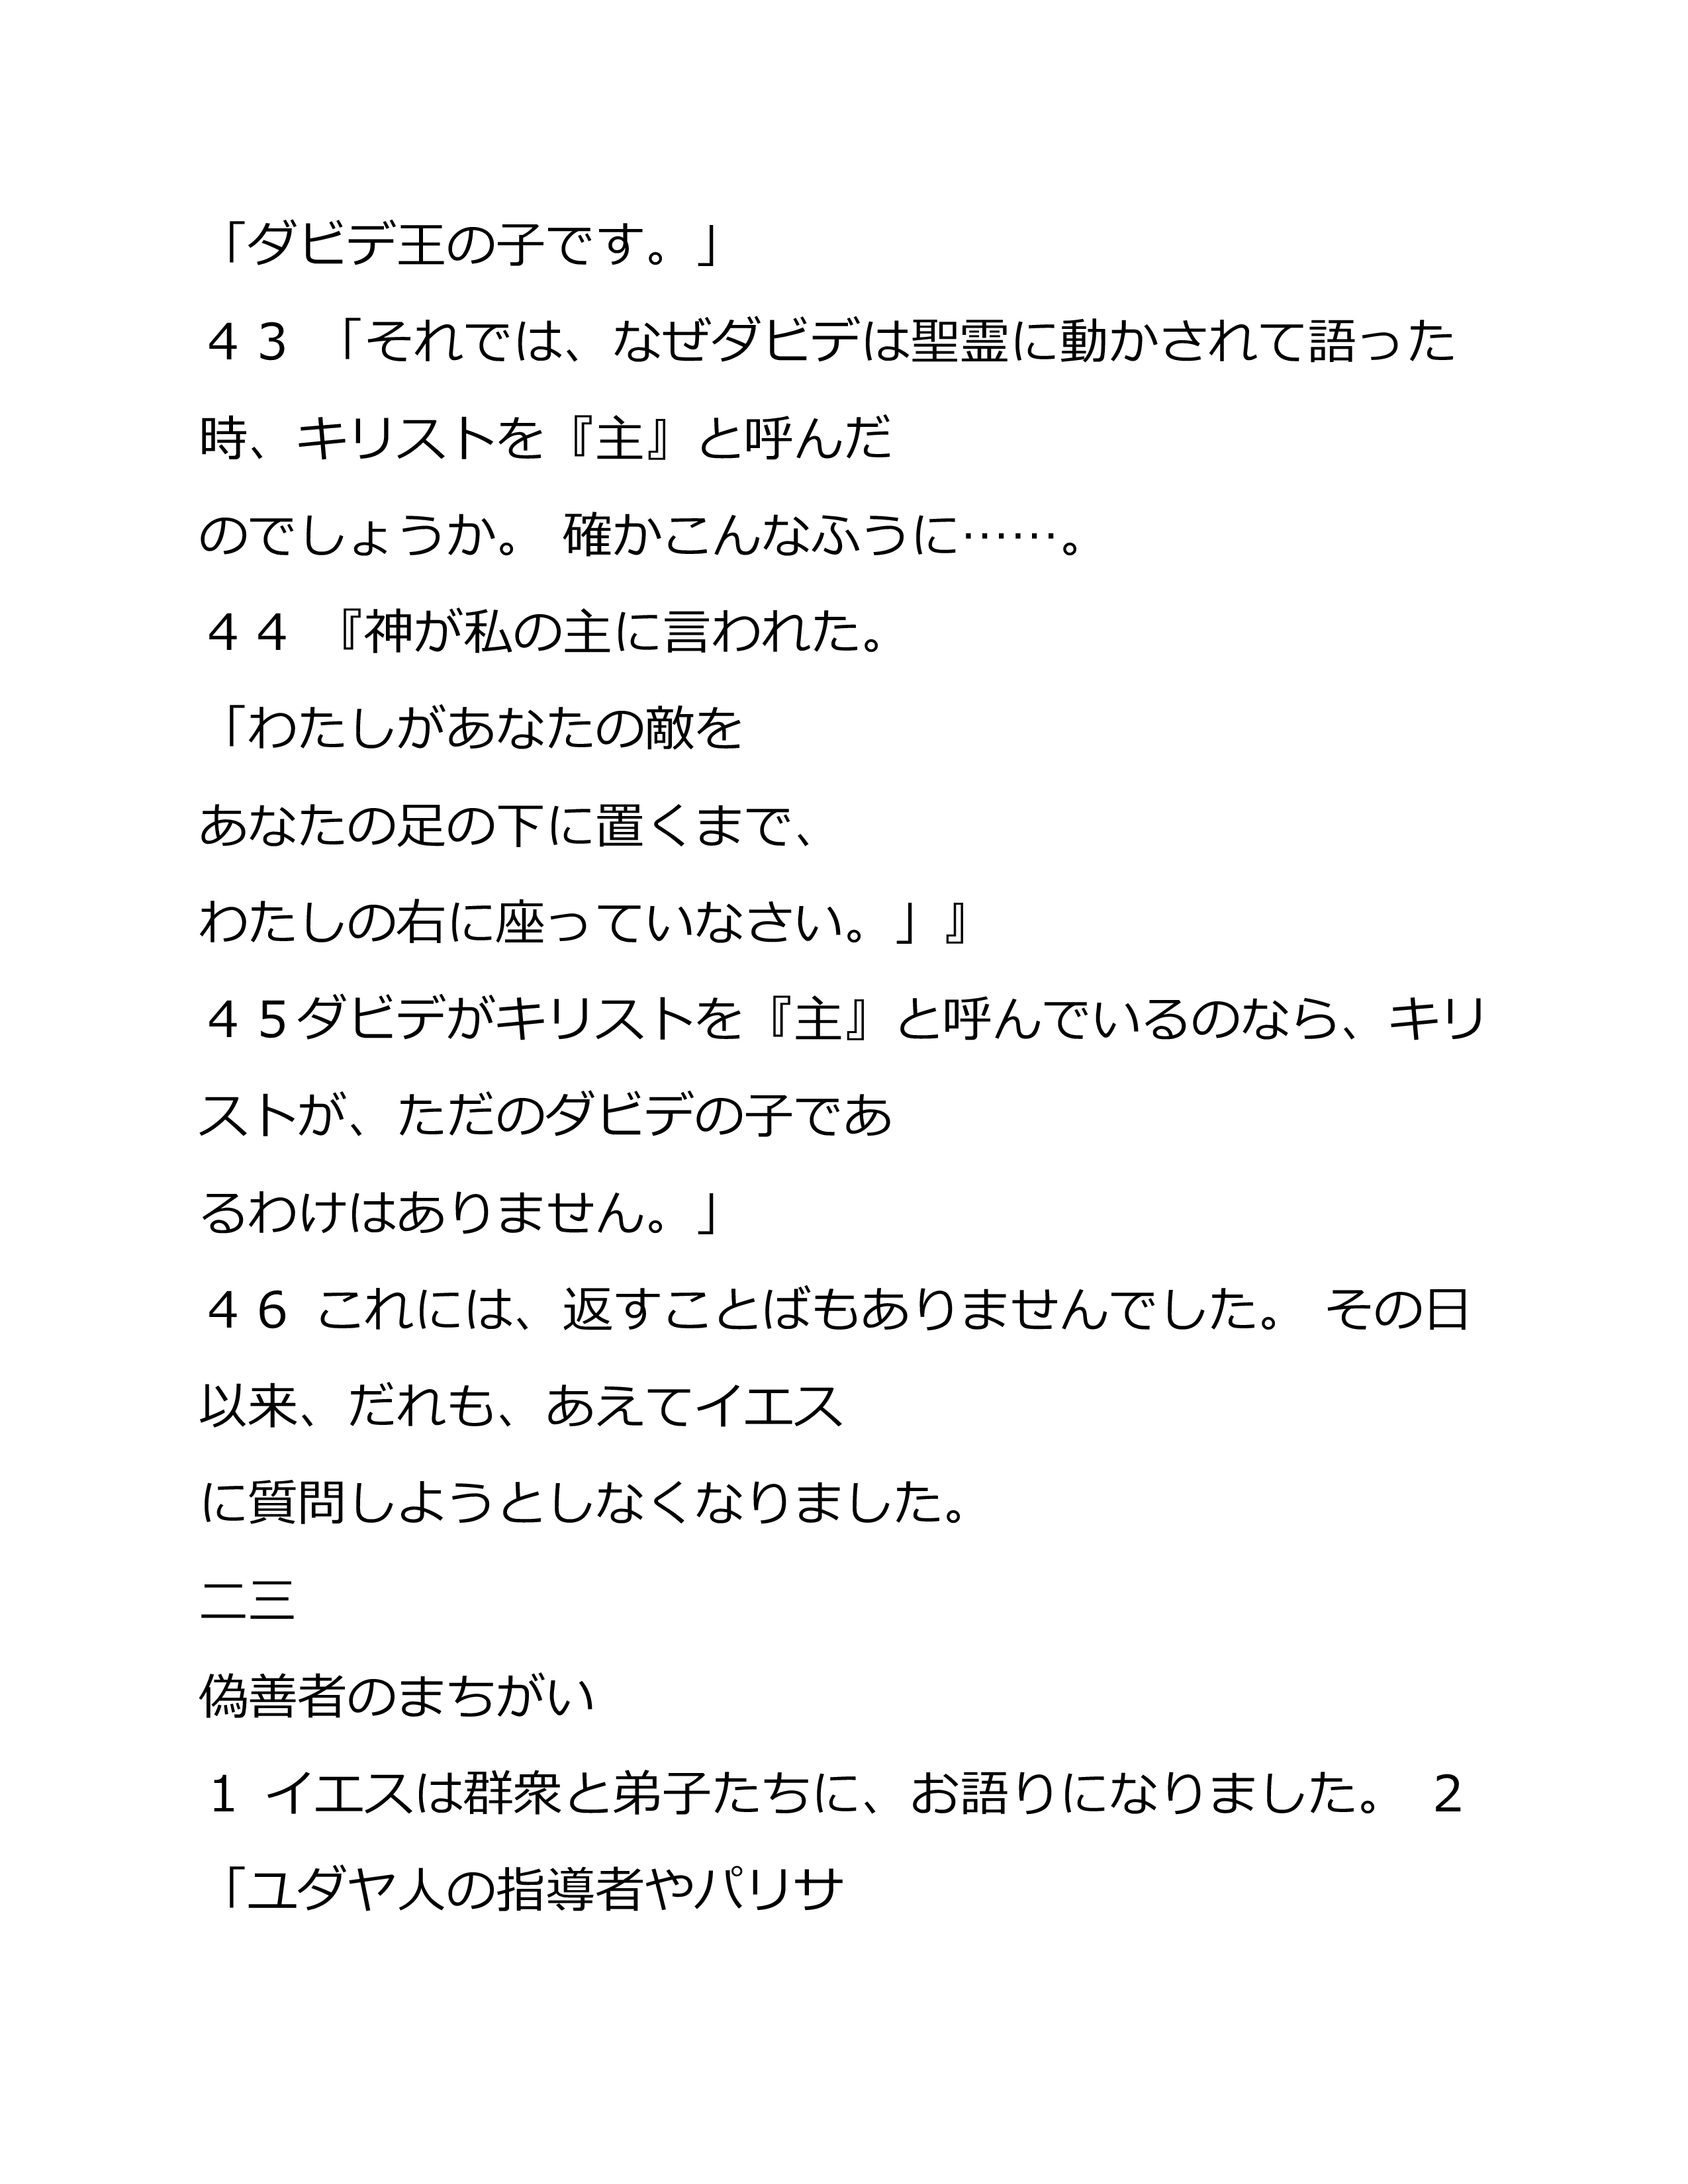 「ダビデ王の子です。」
４３ 「それでは、なぜダビデは聖霊に動かされて語った
時、キリストを『主』と呼んだ
のでしょうか。 確かこんなふうに……。
４４ 『神が私の主に言われた。
「わたしがあなたの敵を
あなたの足の下に置くまで、
わたしの右に座っていなさい。」』
４５ダビデがキリストを『主』と呼んでいるのなら、キリ
ストが、ただのダビデの子であ
るわけはありません。」
４６ これには、返すことばもありませんでした。 その日
以来、だれも、あえてイエス
に質問しようとしなくなりました。
二三
偽善者のまちがい
１ イエスは群衆と弟子たちに、お語りになりました。 ２
「ユダヤ人の指導者やパリサ